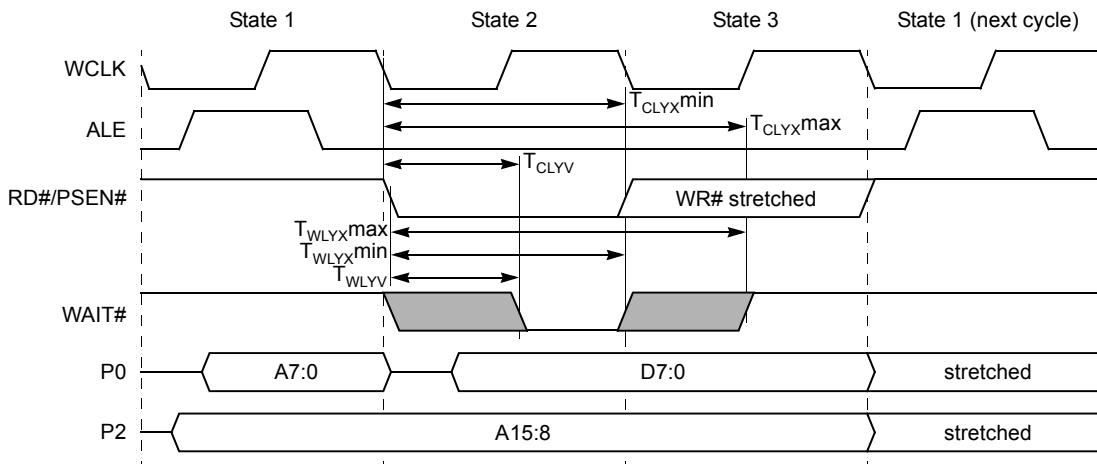 State 1 State 2 State 3 State 1 (next cycle)
WCLK
TCLYXmin
ALE
TCLYXmax
TCLYV
RD#/PSEN#
WR# stretched
TWLYXmax
TWLYXmin
TWLYV
WAIT#
P0 A7:0 D7:0 stretched
P2 A15:8 stretched